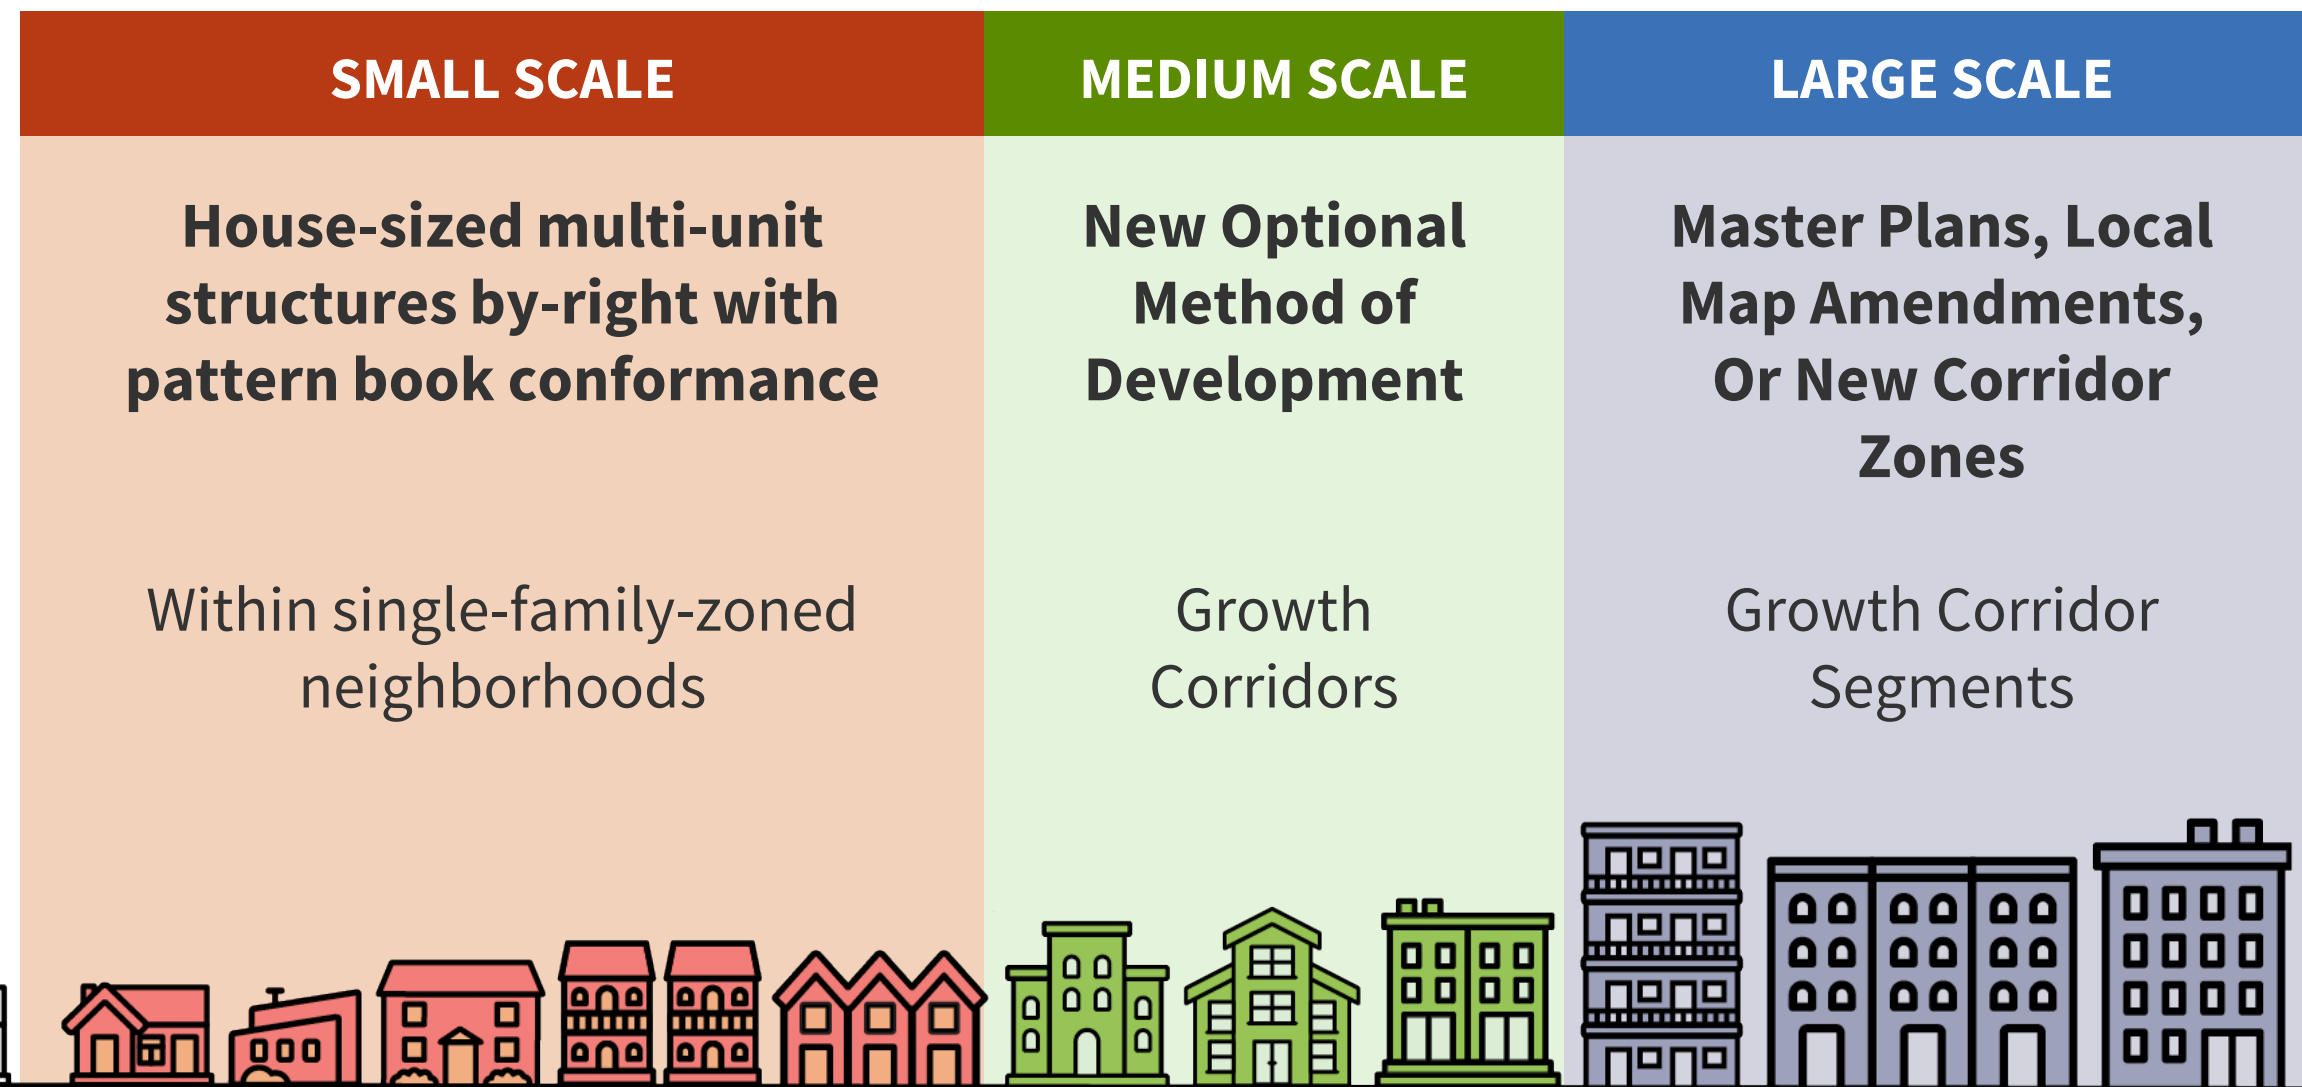 SMALL SCALE
House-sized multi-unit
structures by-right with
pattern book conformance
Within single-family-zoned
neighborhoods
MEDIUM SCALE
New Optional
Method of
Development
Growth
Corridors
LARGE SCALE
Master Plans, Local
Map Amendments,
Or New Corridor
Zones
Growth Corridor
Segments